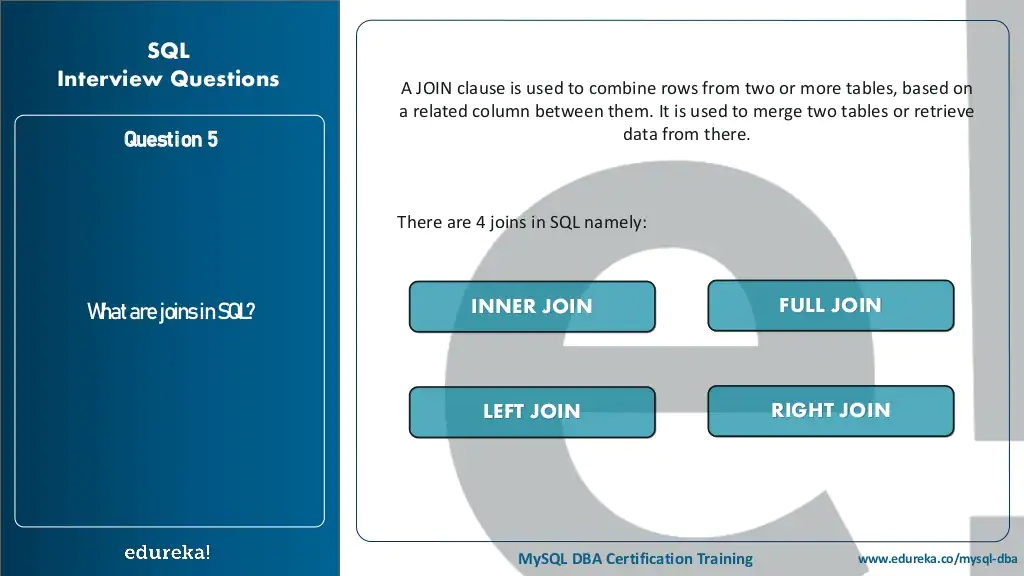 SQL
Interview Questions
Question 5
What are joins in SQL?
edureka!
A JOIN clause is used to combine rows from two or more tables, based on
a related column between them. It is used to merge two tables or retrieve
data from there.
There are 4 joins in SQL namely:
INNER JOIN
FULL JOIN
LEFT JOIN
RIGHT JOIN
MySQL DBA Certification Training
www.edureka.co/mysql-dba